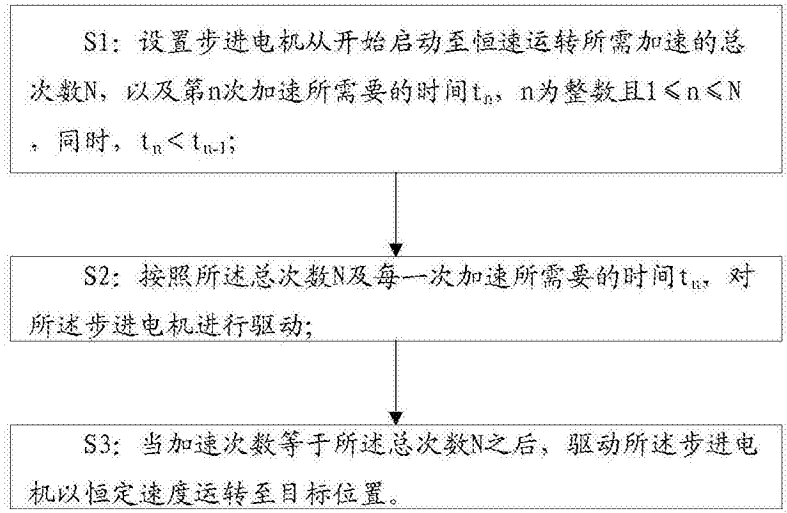 S1：设置步进电机从开始启动至恒速运转所需加速的总
次数N，以及第n次加速所需要的时间tₙ，n为整数且1≤n≤N
，同时，tₙ＜tₙ₋₁；
S2：按照所述总次数N及每一次加速所需要的时间tₙ，对
所述步进电机进行驱动；
S3：当加速次数等于所述总次数N之后，驱动所述步进电
机以恒定速度运转至目标位置。